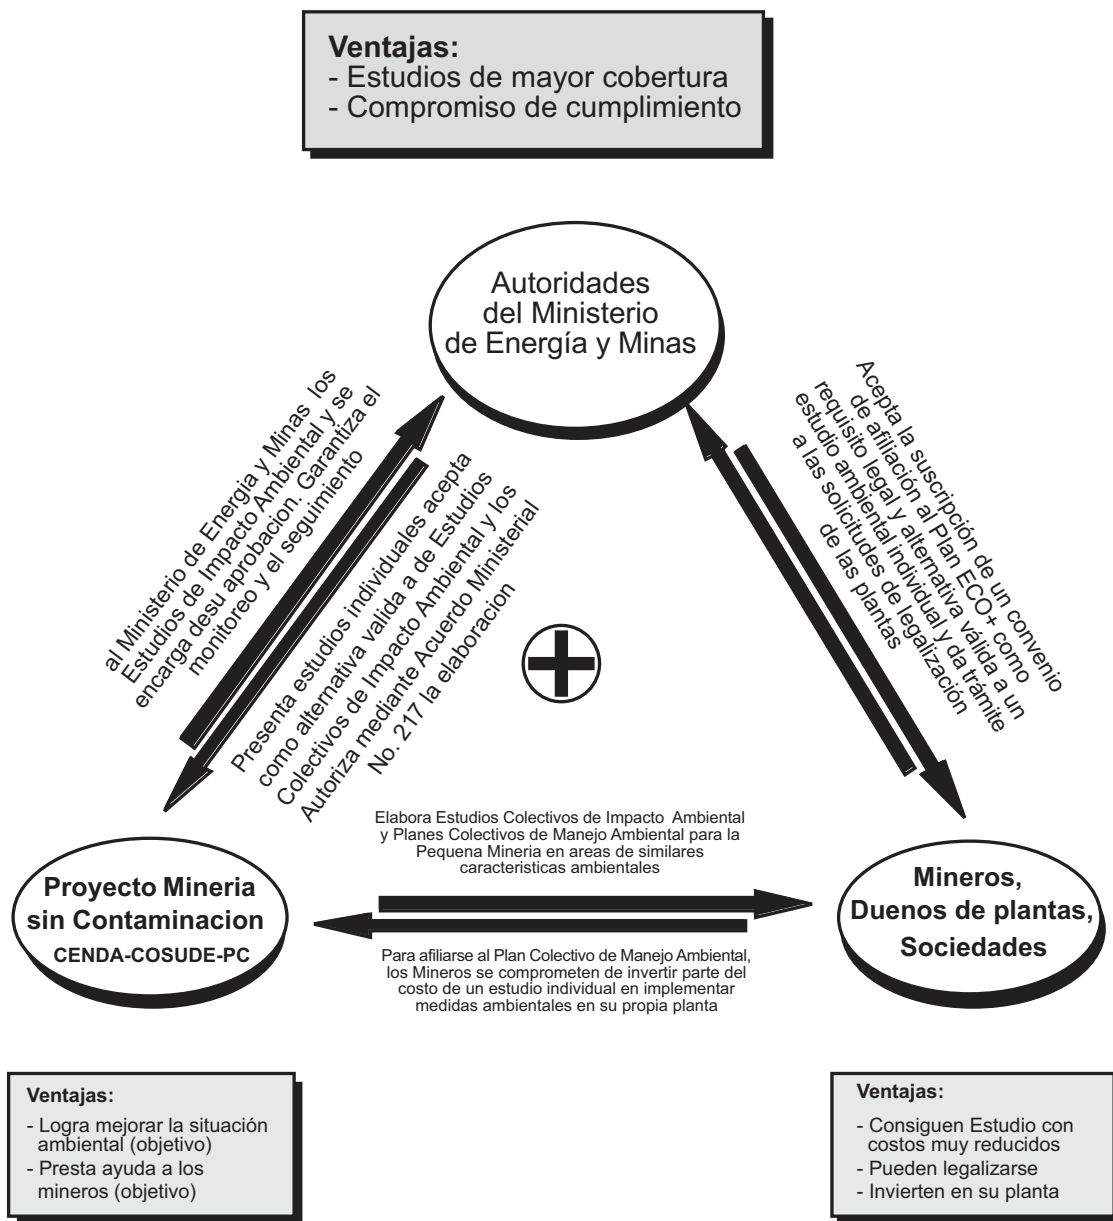 Ventajas:
- Estudios de mayor cobertura
- Compromiso de cumplimiento
Autoridades
del Ministerio
de Energía y Minas
al Ministerio de Energía y Minas los
Estudios de Impacto Ambiental y se
encarga desu aprobacion. Garantiza el
monitoreo y el seguimiento
Presenta estudios individuales acepta
como alternativa valida a de Estudios
Colectivos de Impacto Ambiental y los
Autoriza mediante Acuerdo Ministerial
No. 217 la elaboracion
Acepta la suscripción de un convenio
de afiliación al Plan ECO+ como
requisito legal y alternativa válida a un
estudio ambiental individual y da trámite
a las solicitudes de legalización
de las plantas
Elabora Estudios Colectivos de Impacto Ambiental
y Planes Colectivos de Manejo Ambiental para la
Pequena Mineria en areas de similares
caracteristicas ambientales
Proyecto Mineria
sin Contaminacion
CENDA-COSUDE-PC
Mineros,
Duenos de plantas,
Sociedades
Para afiliarse al Plan Colectivo de Manejo Ambiental,
los Mineros se comprometen de invertir parte del
costo de un estudio individual en implementar
medidas ambientales en su propia planta
Ventajas:
- Logra mejorar la situación
ambiental (objetivo)
- Presta ayuda a los
mineros (objetivo)
Ventajas:
- Consiguen Estudio con
costos muy reducidos
- Pueden legalizarse
- Invierten en su planta